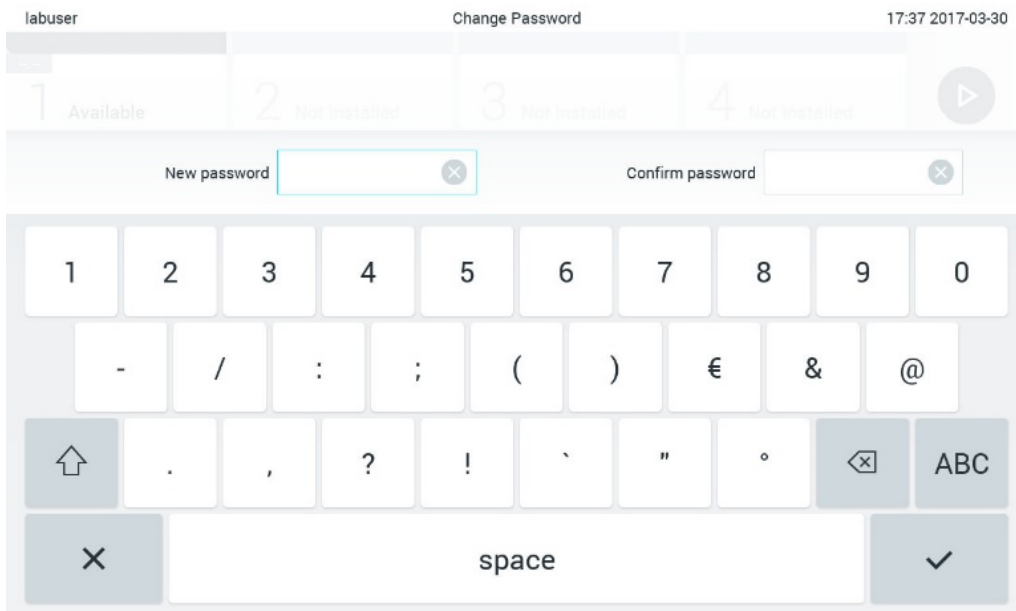 labuser Change Password 17:37 2017-03-30
1 Available 2 Not installed 3 Not installed 4 Not installed
New password Confirm password
1 2 3 4 5 6 7 8 9 0
- / : ; ( ) € & @
. , ? ! ` " ° ABC
space